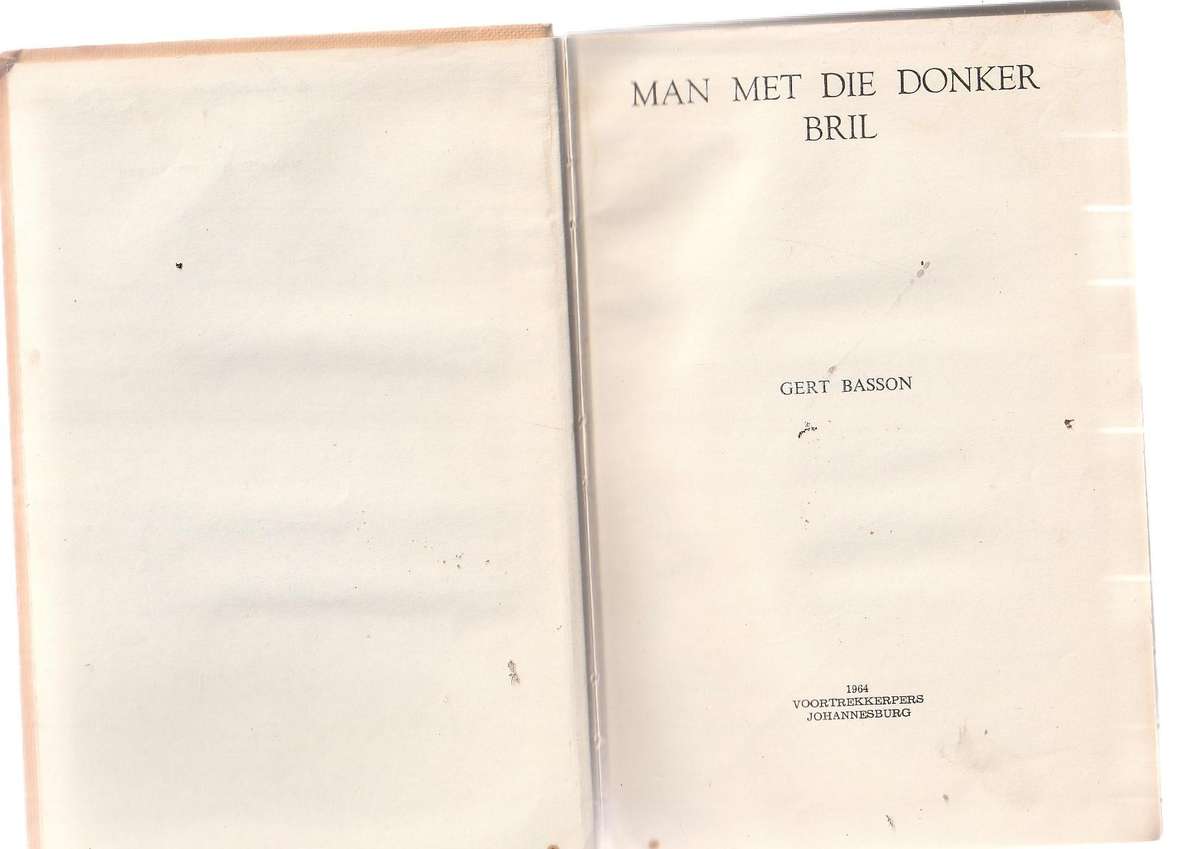 MAN MET DIE DONKER
BRIL
GERT BASSON
1964
VOORTREKKERPERS
JOHANNESBURG